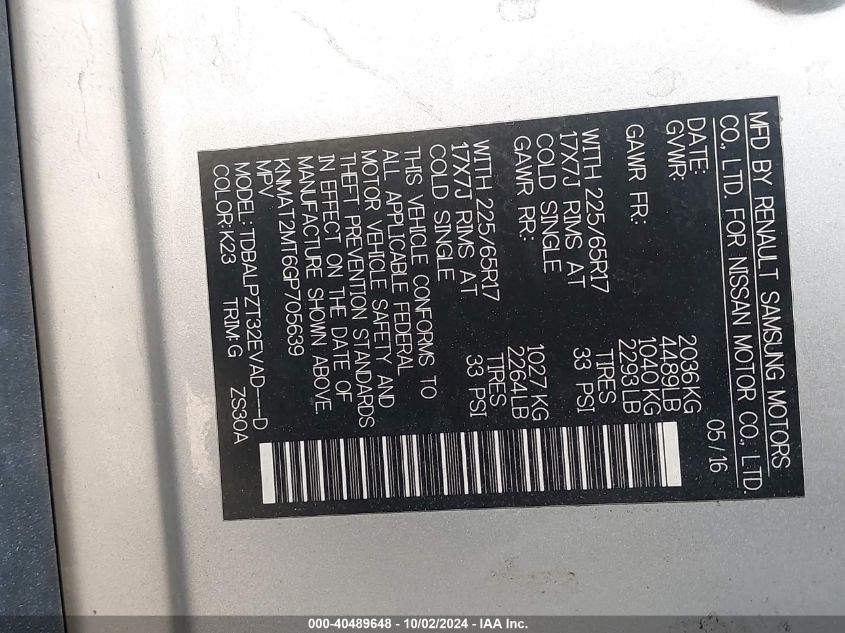 MFD BY RENAULT SAMSUNG MOTORS
CO., LTD. FOR NISSAN MOTOR CO., LTD.
DATE: 05/16
GVWR: 2036KG
4489LB
GAWR FR: 1040KG
2293LB
WITH 225/65R17 TIRES
17X7J RIMS AT 33 PSI
COLD SINGLE
GAWR RR: 1027KG
2264LB
WITH 225/65R17 TIRES
17X7J RIMS AT 33 PSI
COLD SINGLE
THIS VEHICLE CONFORMS TO
ALL APPLICABLE FEDERAL
MOTOR VEHICLE SAFETY AND
THEFT PREVENTION STANDARDS
IN EFFECT ON THE DATE OF
MANUFACTURE SHOWN ABOVE
KNMAT2MT6GP705639
MPV
MODEL: TDBALPZT32EVAD---D
COLOR:K23 TRIM:G ZS30A
000-40489648 - 10/02/2024 - IAA Inc.